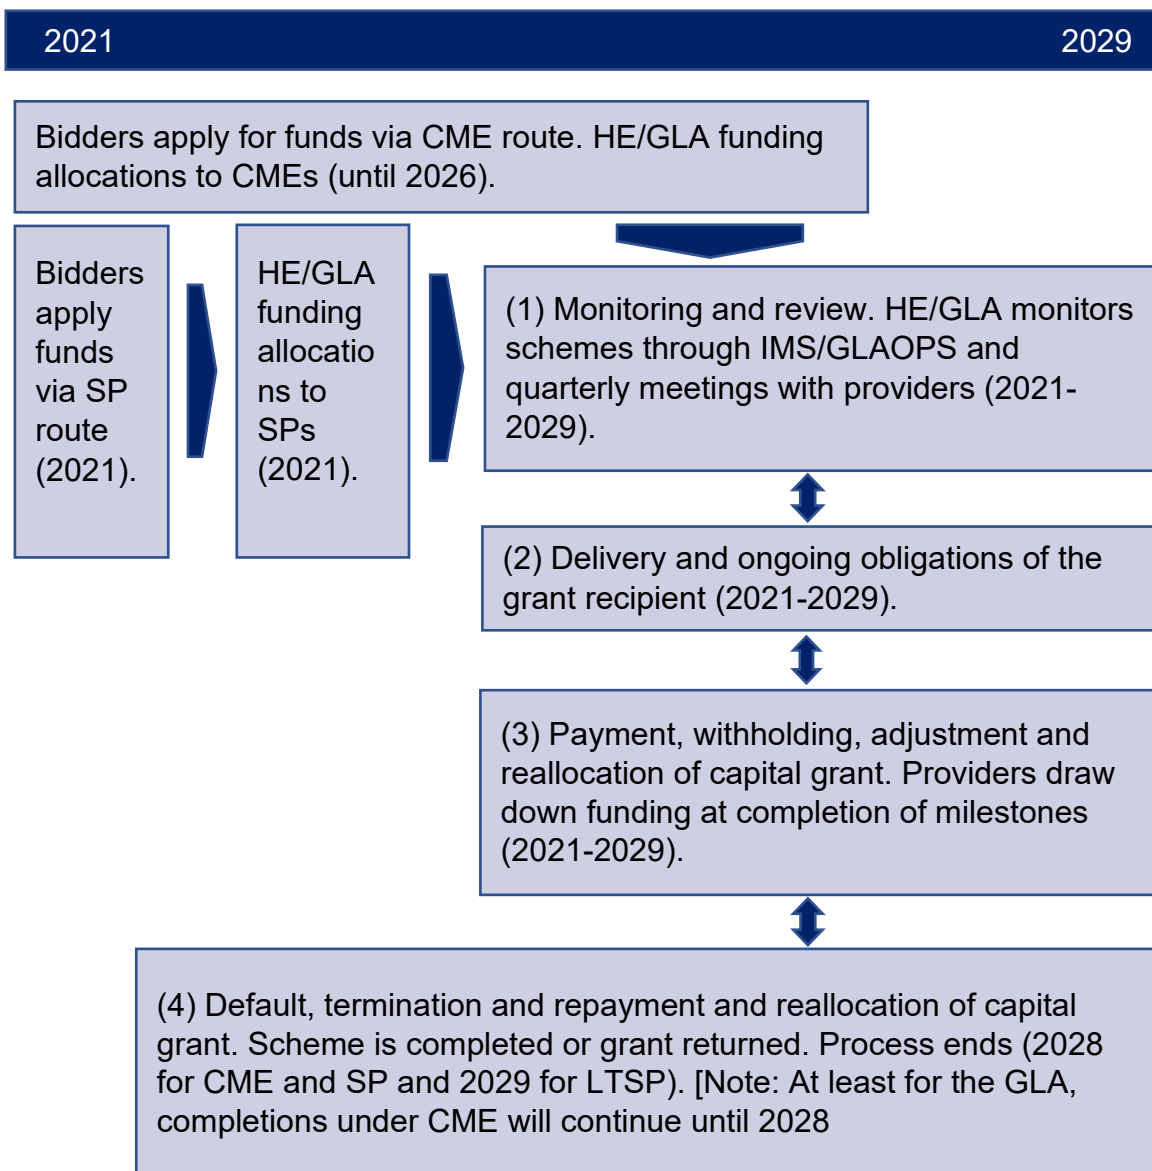 2021
2029
Bidders apply for funds via CME route. HE/GLA funding
allocations to CMEs (until 2026).
Bidders
apply
funds
via SP
route
(2021).
HE/GLA
funding
allocatio
ns to
SPs
(2021).
(1) Monitoring and review. HE/GLA monitors
schemes through IMS/GLAOPS and
quarterly meetings with providers (2021-
2029).
(2) Delivery and ongoing obligations of the
grant recipient (2021-2029).
(3) Payment, withholding, adjustment and
reallocation of capital grant. Providers draw
down funding at completion of milestones
(2021-2029).
(4) Default, termination and repayment and reallocation of capital
grant. Scheme is completed or grant returned. Process ends (2028
for CME and SP and 2029 for LTSP). [Note: At least for the GLA,
completions under CME will continue until 2028